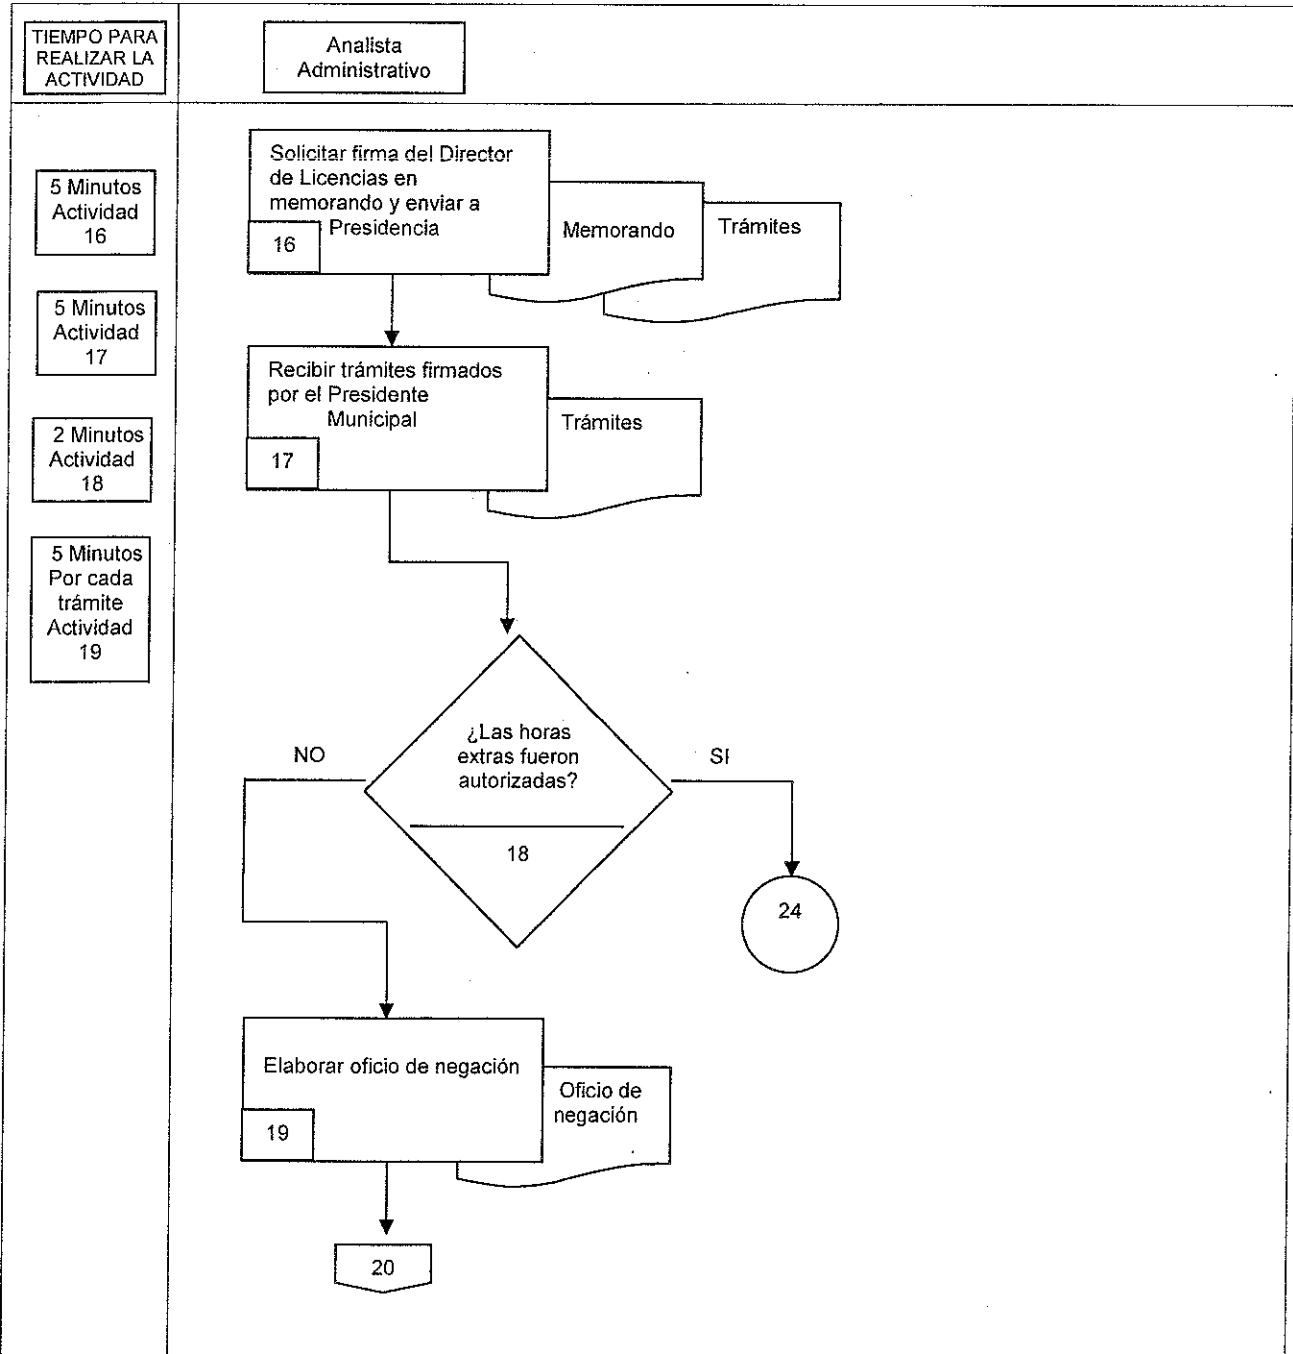 TIEMPO PARA
REALIZAR LA
ACTIVIDAD
Analista
Administrativo
5 Minutos
Actividad
16
5 Minutos
Actividad
17
2 Minutos
Actividad
18
5 Minutos
Por cada
trámite
Actividad
19
Solicitar firma del Director
de Licencias en
memorando y enviar a
Presidencia
16
Memorando
Trámites
Recibir trámites firmados
por el Presidente
Municipal
17
Trámites
¿Las horas
extras fueron
autorizadas?
18
NO
SI
24
Elaborar oficio de negación
19
Oficio de
negación
20